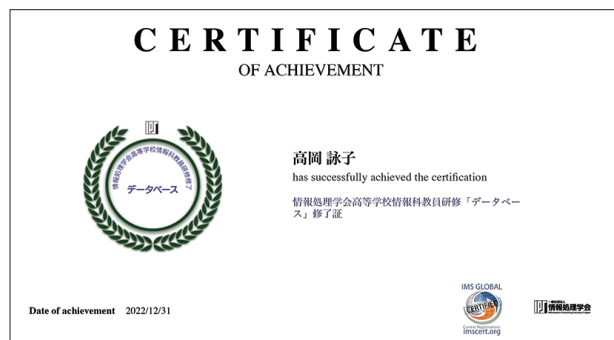 CERTIFICATE
OF ACHIEVEMENT
情報処理学会高等学校情報科教員研修修了
データベース
高岡 詠子
has successfully achieved the certification
情報処理学会高等学校情報科教員研修「データベー
ス」修了証
Date of achievement 2022/12/31
IMS GLOBAL
CERTIFIED
Current Registrations:
imscert.org
一般社団法人
情報処理学会